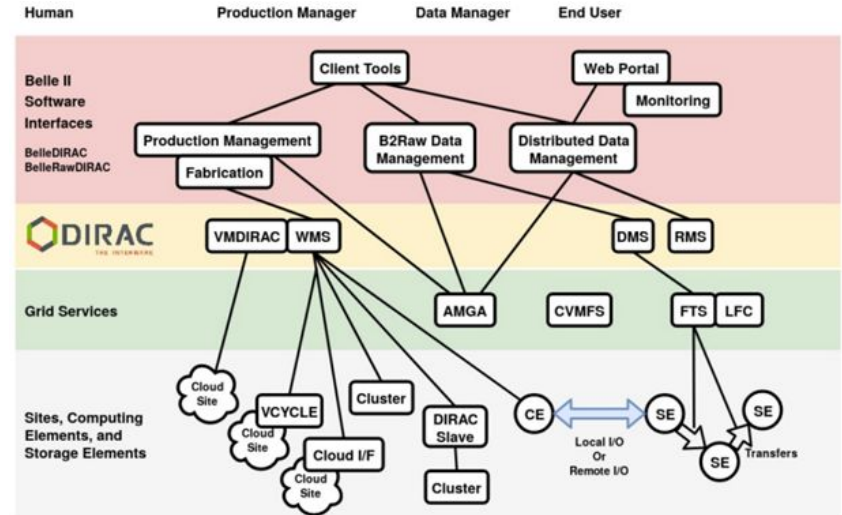 Human
Production Manager
Data Manager
End User
Belle II
Software
Interfaces
BelleDIRAC
BelleRawDIRAC
Client Tools
Web Portal
Monitoring
Production Management
Fabrication
B2Raw Data
Management
Distributed Data
Management
DIRAC
THE INTERWARE
VMDIRAC
WMS
DMS
RMS
Grid Services
AMGA
CVMFS
FTS
LFC
Sites, Computing
Elements, and
Storage Elements
Cloud
Site
VCYCLE
Cloud
Site
Cloud I/F
Cloud
Site
Cluster
DIRAC
Slave
Cluster
CE
Local I/O
Or
Remote I/O
SE
SE
SE
Transfers